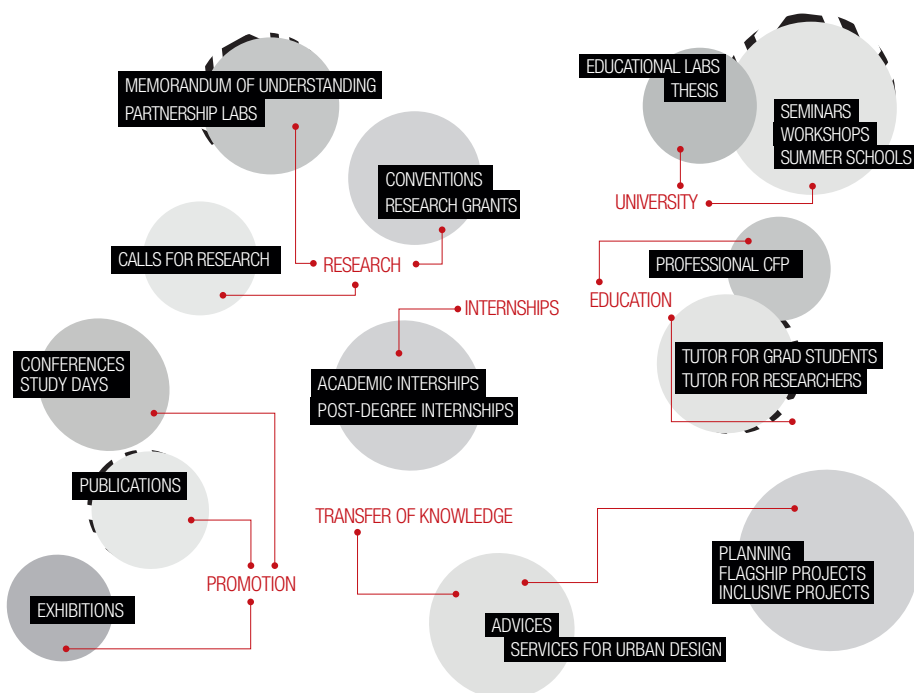 MEMORANDUM OF UNDERSTANDING
PARTNERSHIP LABS
CONVENTIONS
RESEARCH GRANTS
CALLS FOR RESEARCH
RESEARCH
EDUCATIONAL LABS
THESIS
SEMINARS
WORKSHOPS
SUMMER SCHOOLS
UNIVERSITY
PROFESSIONAL CFP
EDUCATION
TUTOR FOR GRAD STUDENTS
TUTOR FOR RESEARCHERS
INTERNSHIPS
ACADEMIC INTERSHIPS
POST-DEGREE INTERNSHIPS
CONFERENCES
STUDY DAYS
PUBLICATIONS
PROMOTION
EXHIBITIONS
TRANSFER OF KNOWLEDGE
ADVICES
SERVICES FOR URBAN DESIGN
PLANNING
FLAGSHIP PROJECTS
INCLUSIVE PROJECTS